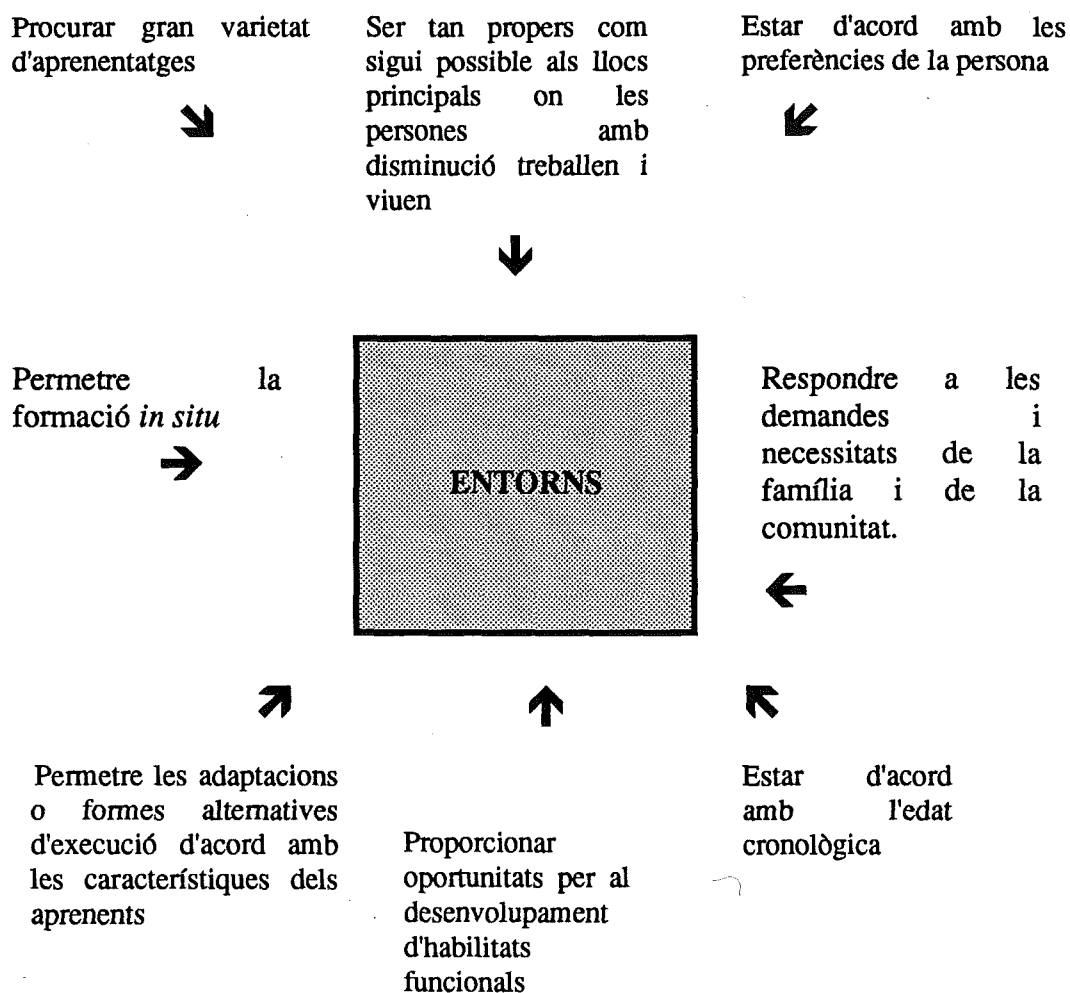 Procurar gran varietat
d'aprenentatges
Ser tan propers com
sigui possible als llocs
principals on les
persones amb
disminució treballen i
viuen
Estar d'acord amb les
preferències de la persona
Permetre la
formació in situ
ENTORNS
Respondre a les
demandes i
necessitats de la
família i de la
comunitat.
Permetre les adaptacions
o formes alternatives
d'execució d'acord amb
les característiques dels
aprenents
Proporcionar
oportunitats per al
desenvolupament
d'habilitats
funcionals
Estar d'acord
amb l'edat
cronològica